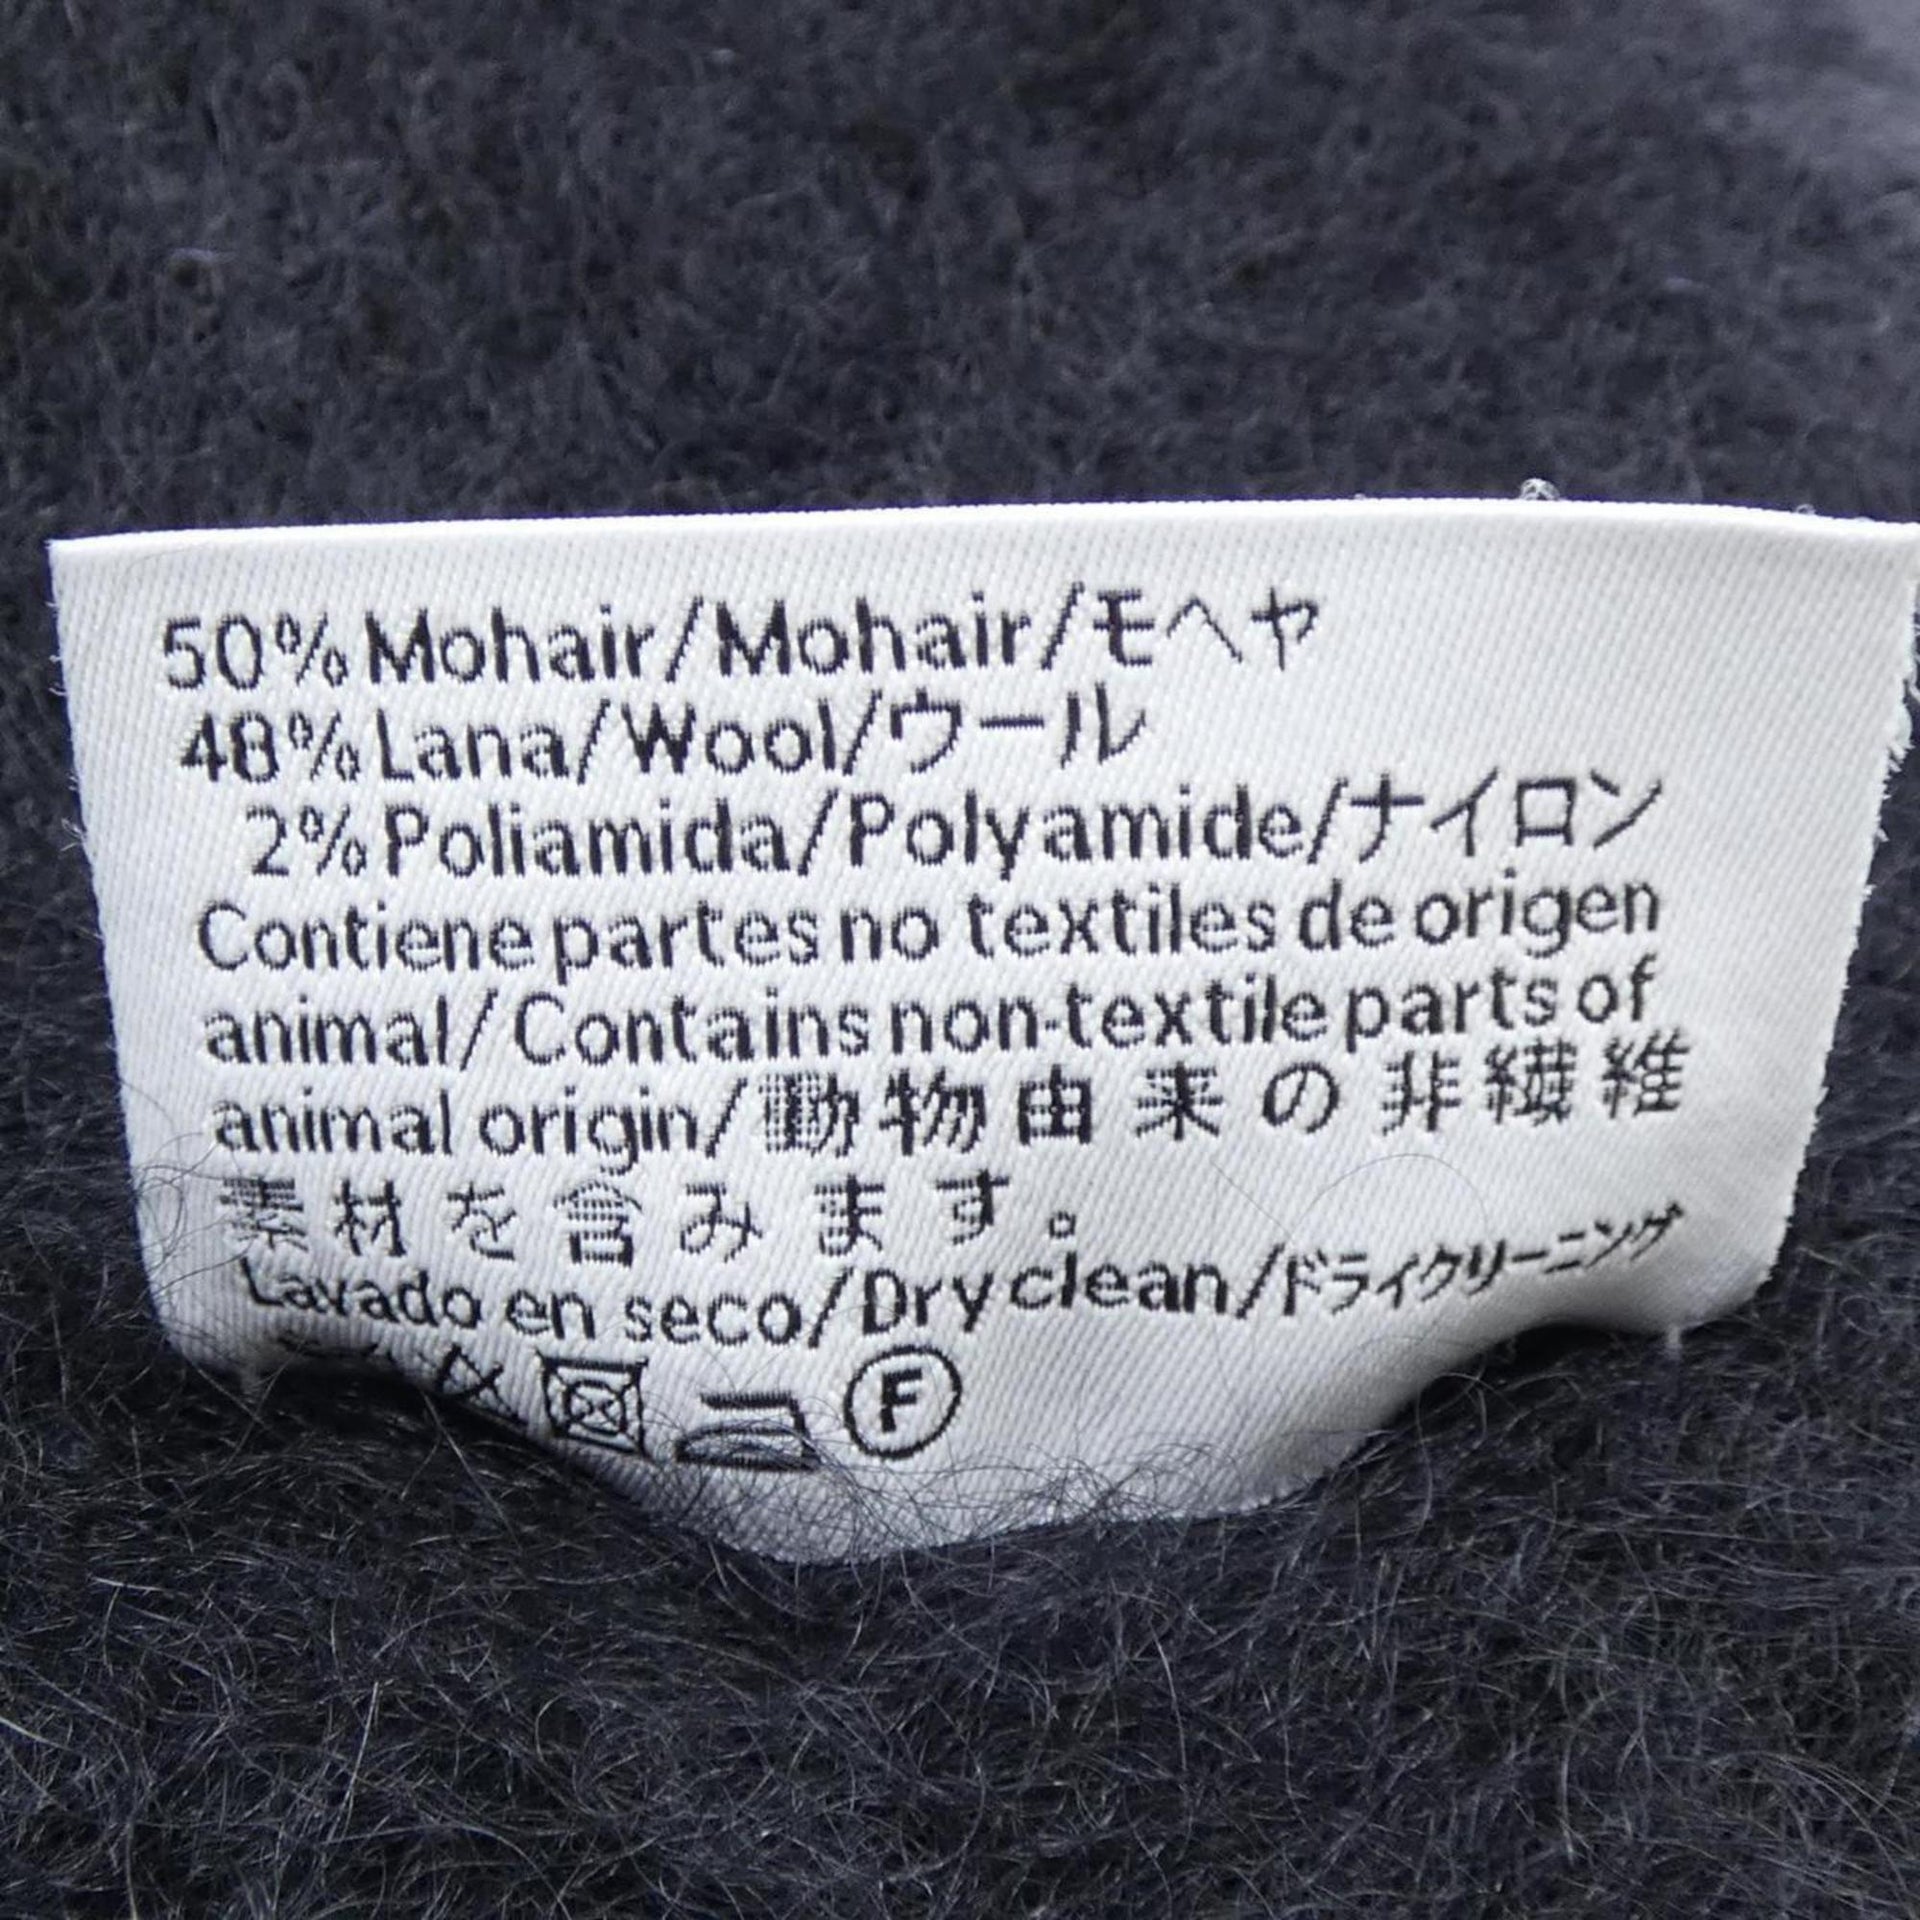 50% Mohair/Mohair/モヘヤ
48% Lana/Wool/ウール
2% Poliamida/Polyamide/ナイロン
Contiene partes no textiles de origen
animal/Contains non-textile parts of
animal origin/動物由来の非繊維
素材を含みます。
Lavado en seco/Dry clean/ドライクリーニング
F